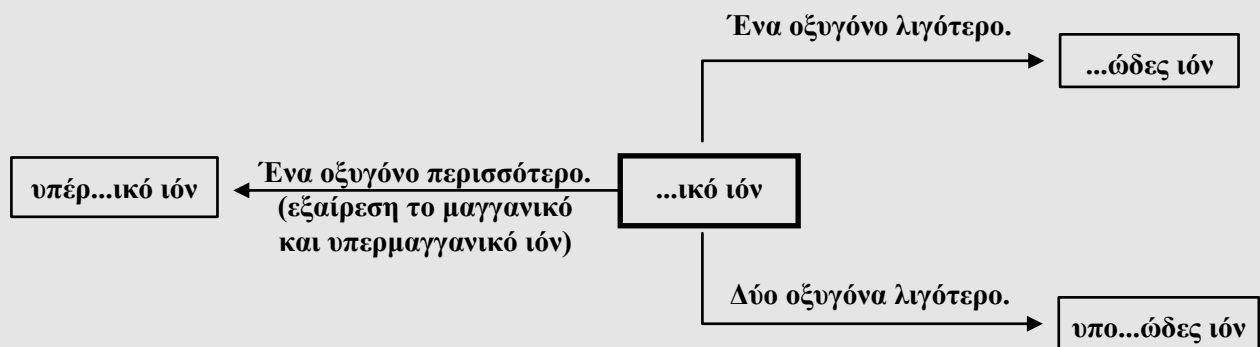 Ένα οξυγόνο λιγότερο.
...ώδες ιόν
υπέρ...ικό ιόν
Ένα οξυγόνο περισσότερο.
(εξαίρεση το μαγγανικό
και υπερμαγγανικό ιόν)
...ικό ιόν
Δύο οξυγόνα λιγότερο.
υπο...ώδες ιόν